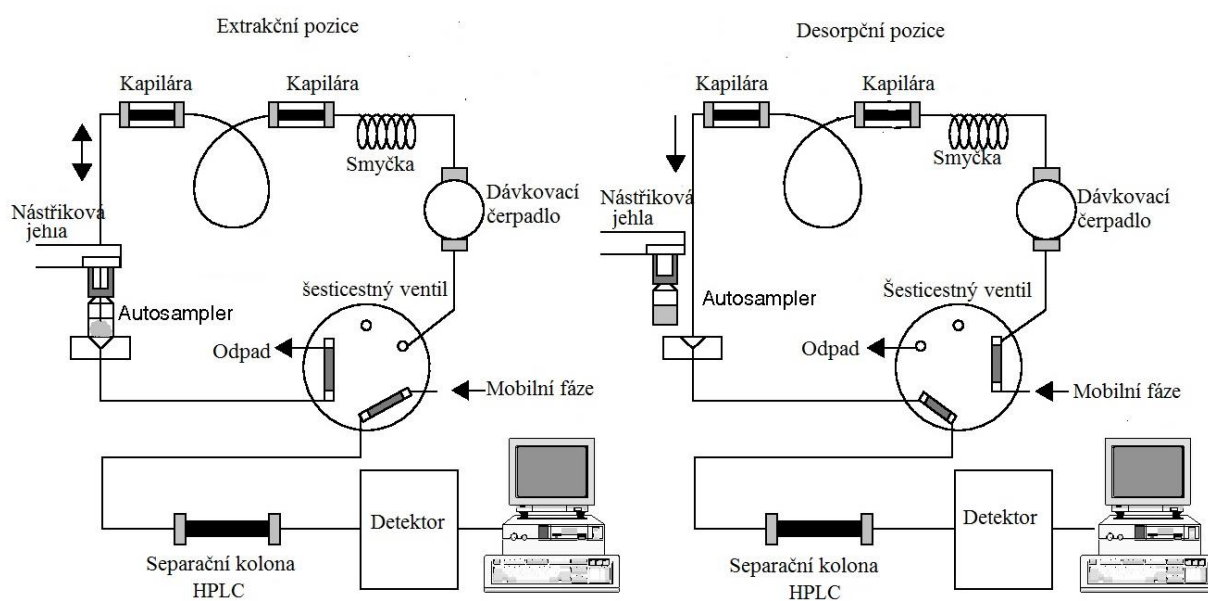 Extrakční pozice
Kapilára
Kapilára
Smyčka
Dávkovací
čerpadlo
Nástřiková
jehla
Autosampler
šesticestný ventil
Odpad
Mobilní fáze
Detektor
Separační kolona
HPLC
Desorpční pozice
Kapilára
Kapilára
Smyčka
Dávkovací
čerpadlo
Nástřiková
jehla
Autosampler
Šesticestný ventil
Odpad
Mobilní fáze
Detektor
Separační kolona
HPLC